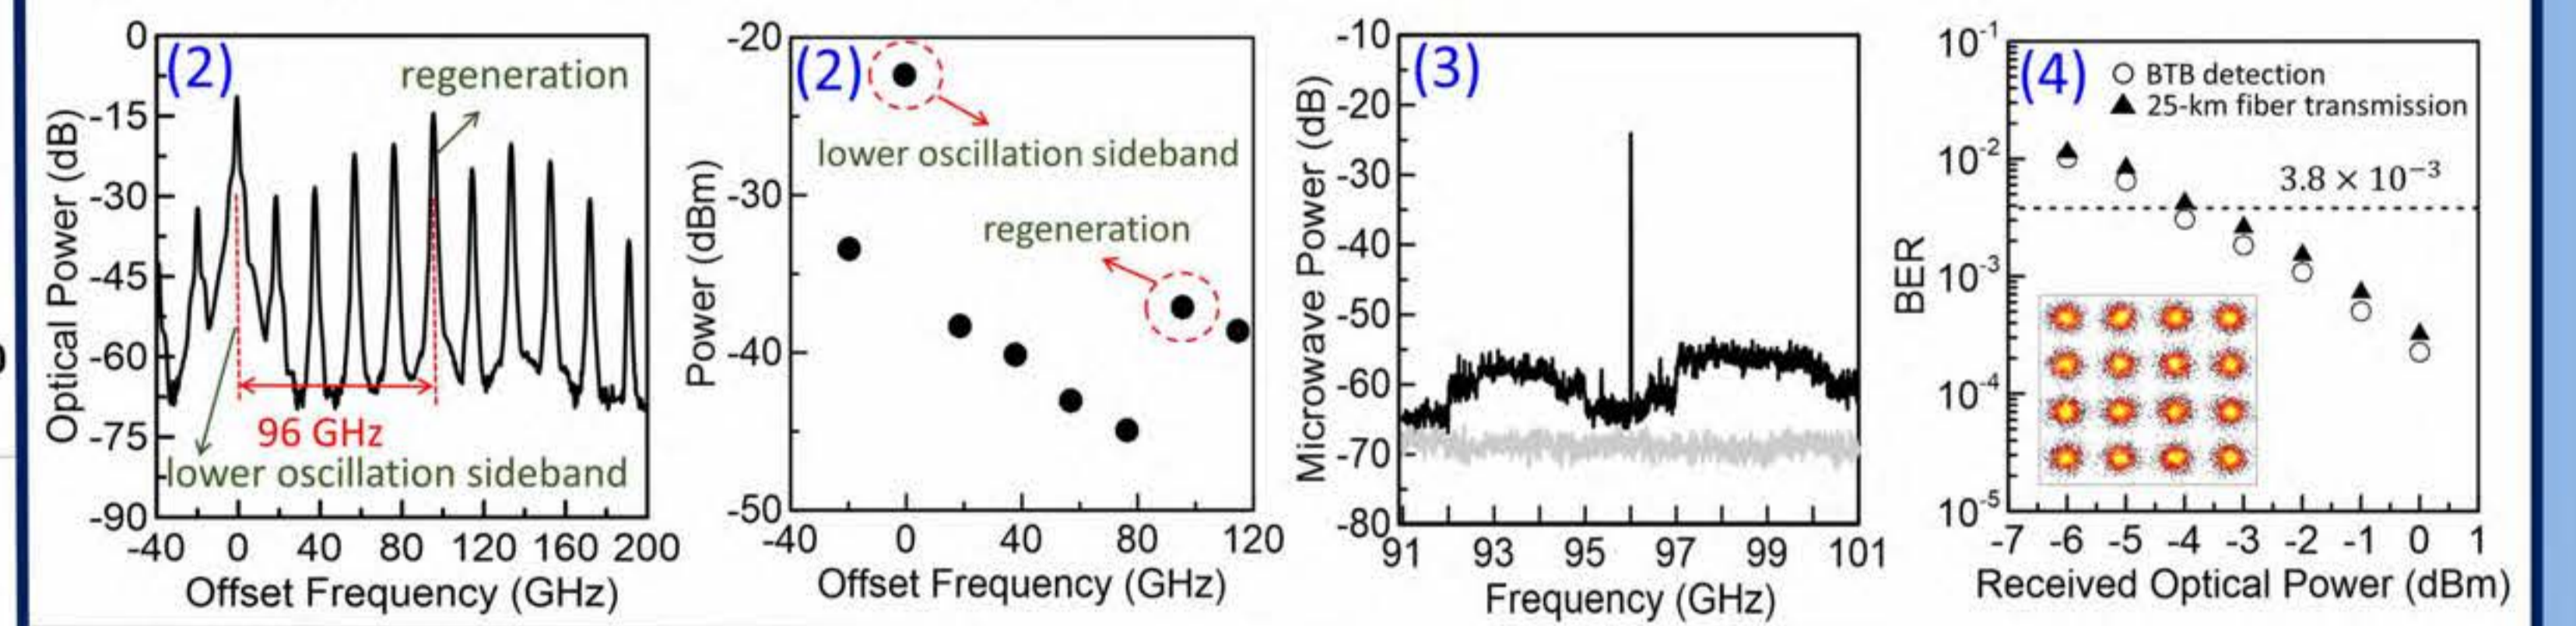 (2)
regeneration
lower oscillation sideband
96 GHz
Optical Power (dB)
0
-15
-30
-45
-60
-75
-90
-40 0 40 80 120 160 200
Offset Frequency (GHz)
(2)
lower oscillation sideband
regeneration
Power (dBm)
-20
-30
-40
-50
-40 0 40 80 120
Offset Frequency (GHz)
(3)
Microwave Power (dB)
-10
-20
-30
-40
-50
-60
-70
-80
91 93 95 97 99 101
Frequency (GHz)
(4)
BTB detection
25-km fiber transmission
3.8 × 10⁻³
BER
10⁻¹
10⁻²
10⁻³
10⁻⁴
10⁻⁵
-7 -6 -5 -4 -3 -2 -1 0 1
Received Optical Power (dBm)